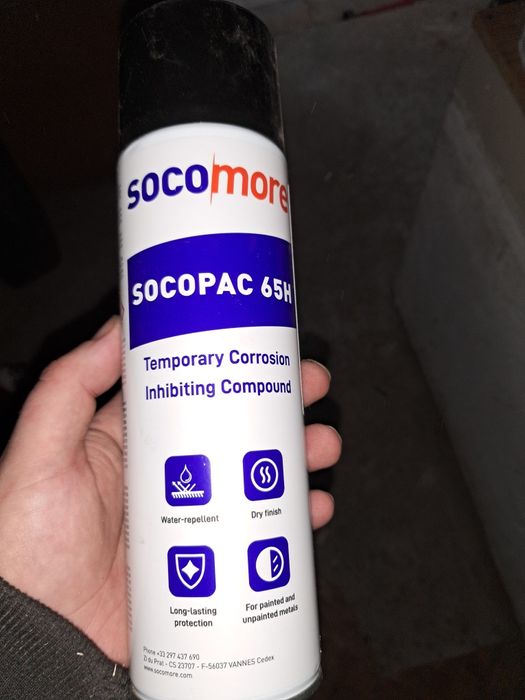 SOCOmore
SOCOPAC 65H
Temporary Corrosion
Inhibiting Compound
Water-repellent
Dry finish
Long-lasting
protection
For painted and
unpainted metals
Phone +33 297 437 690
ZI du Prat - CS 23707 - F-56037 VANNES Cedex
www.socomore.com